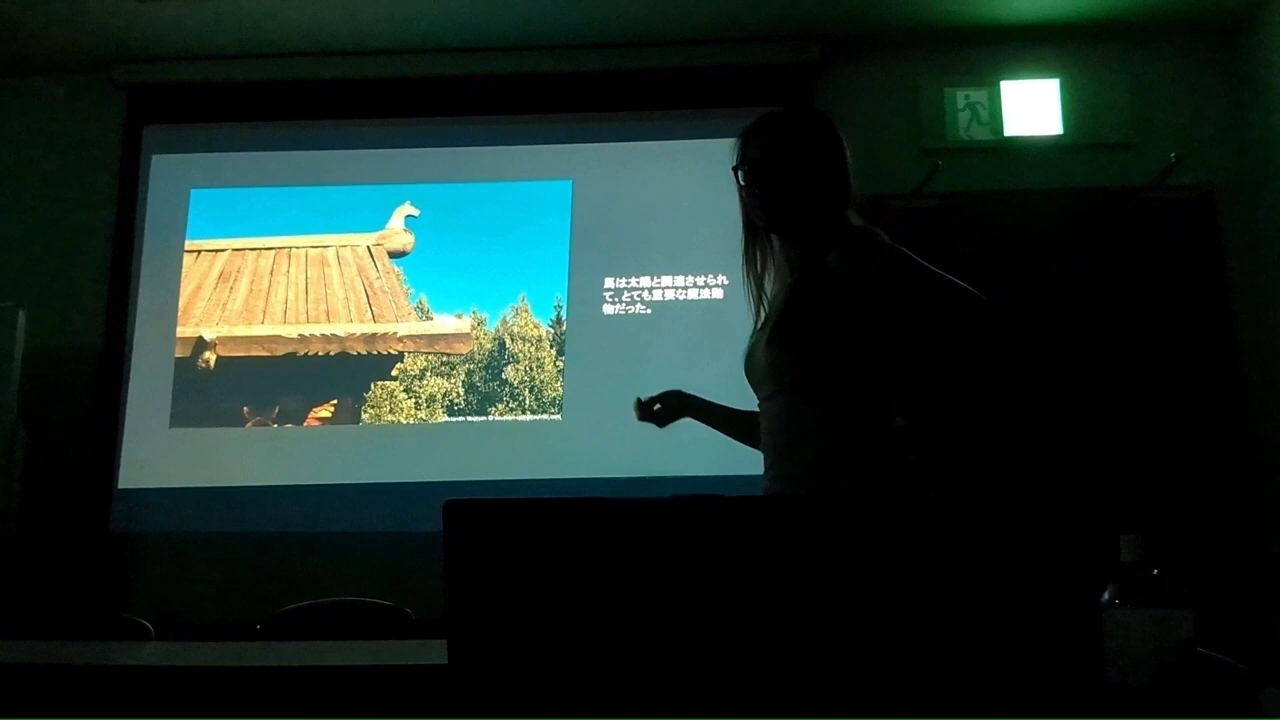 馬は太陽と関連させられ
て、とても重要な魔法動
物だった。